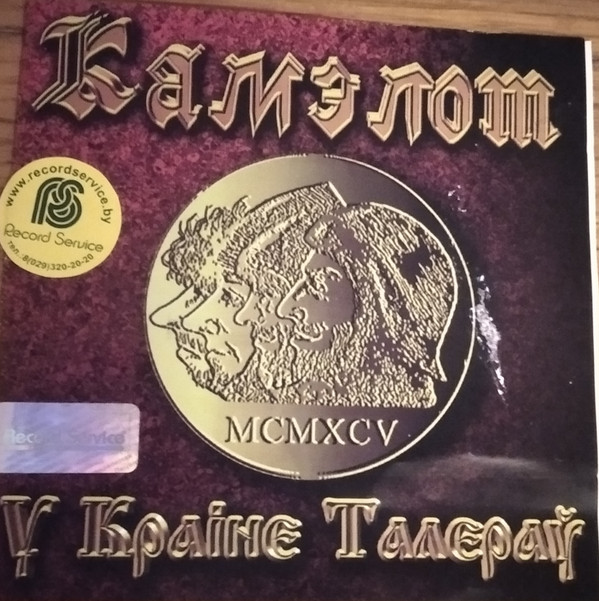 Камэлот
www.recordservice.by
Record Service
тел.: 8(029)320-20-20
Record Service
MCMXCV
У Краіне Талераў